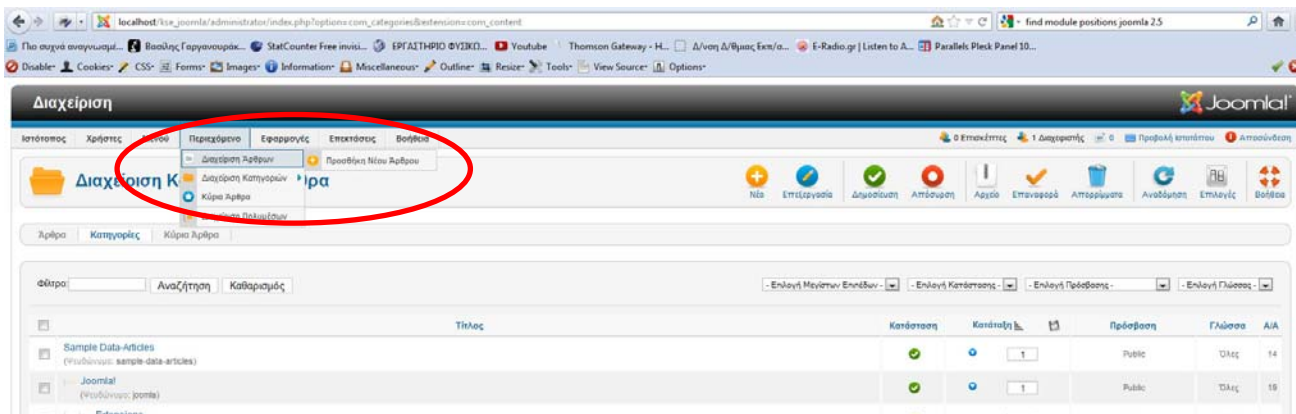 localhost/kse_joomla/administrator/index.php?option=com_categories&extension=com_content
find module positions joomla 2.5
Πιο συχνά αναγνωσμέ... Βασίλης Γαργανουράκ... StatCounter Free invisi... ΕΡΓΑΣΤΗΡΙΟ ΦΥΣΙΚΩ... Youtube Thomson Gateway - H... Δ/νση Δ/θμιας Εκπ/σ... E-Radio.gr | Listen to A... Parallels Plesk Panel 10...
Disable Cookies CSS Forms Images Information Miscellaneous Outline Resize Tools View Source Options
Διαχείριση
Joomla!
Ιστότοπος Χρήστες Μενού Περιεχόμενο Εφαρμογές Επεκτάσεις Βοήθεια
0 Επισκέπτες 1 Διαχειριστής 0 Προβολή ιστοτόπου Αποσύνδεση
Διαχείριση Άρθρων Προσθήκη Νέου Άρθρου
Διαχείριση Κατηγοριών
Κύρια Άρθρα
Διαχείριση Πολυμέσων
Διαχείριση Κ ρα
Νέο Επεξεργασία Δημοσίευση Απόσυρση Αρχείο Επαναφορά Απορρίμματα Αναδόμηση Επιλογές Βοήθεια
Άρθρα Κατηγορίες Κύρια Άρθρα
Φίλτρο: Αναζήτηση Καθαρισμός
- Επιλογή Μεγίστων Επιπέδων - - Επιλογή Κατάστασης - - Επιλογή Πρόσβασης - - Επιλογή Γλώσσας -
Τίτλος Κατάσταση Κατάταξη Πρόσβαση Γλώσσα Α/Α
Sample Data-Articles
(Ψευδώνυμο: sample-data-articles)
1 Public Όλες 14
Joomla!
(Ψευδώνυμο: joomla)
1 Public Όλες 19
Extensions